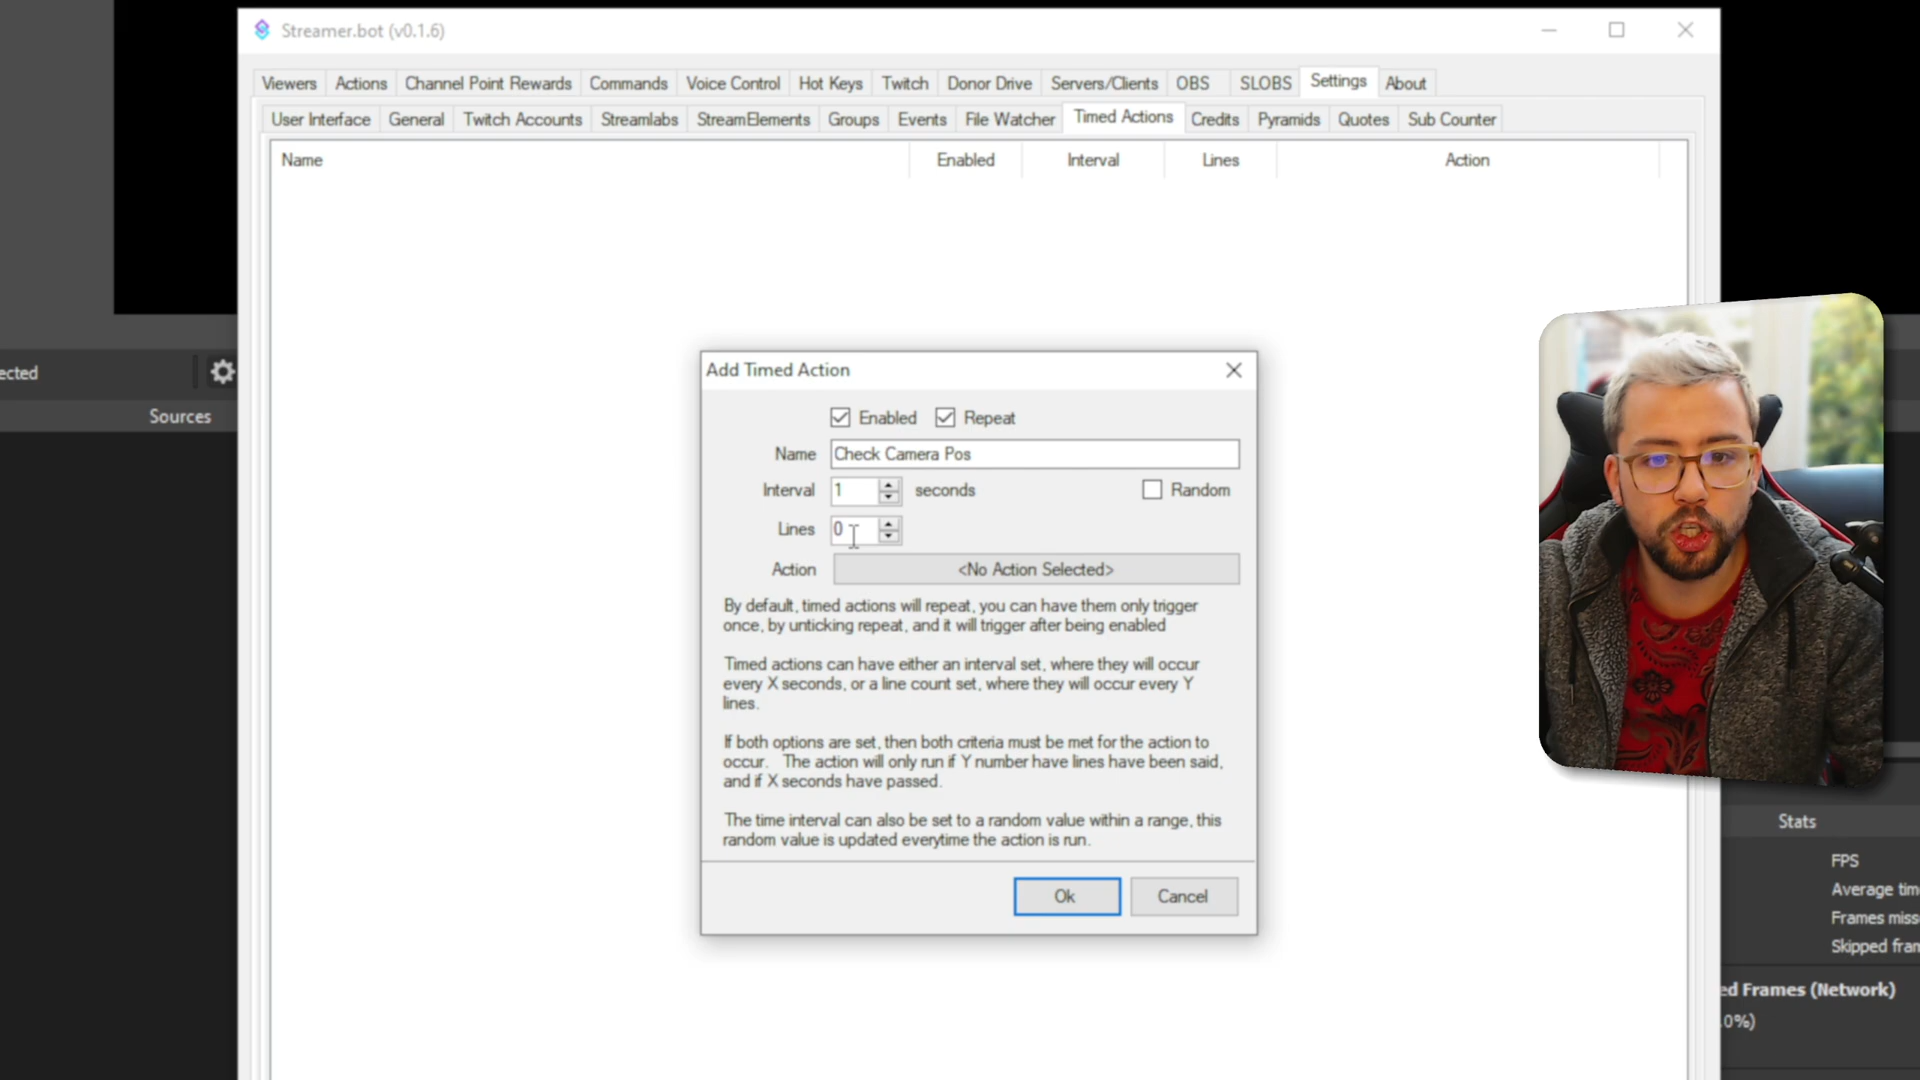 Streamer.bot (v0.1.6)
Viewers Actions Channel Point Rewards Commands Voice Control Hot Keys Twitch Donor Drive Servers/Clients OBS SLOBS Settings About
User Interface General Twitch Accounts Streamlabs StreamElements Groups Events File Watcher Timed Actions Credits Pyramids Quotes Sub Counter
Name Enabled Interval Lines Action
ected
Sources
Add Timed Action
Enabled Repeat
Name Check Camera Pos
Interval 1 seconds Random
Lines 0
Action <No Action Selected>
By default, timed actions will repeat, you can have them only trigger
once, by unticking repeat, and it will trigger after being enabled
Timed actions can have either an interval set, where they will occur
every X seconds, or a line count set, where they will occur every Y
lines.
If both options are set, then both criteria must be met for the action to
occur. The action will only run if Y number have lines have been said,
and if X seconds have passed.
The time interval can also be set to a random value within a range, this
random value is updated everytime the action is run.
Ok Cancel
Stats
FPS
Average tim
Frames miss
Skipped fram
ed Frames (Network)
.0%)